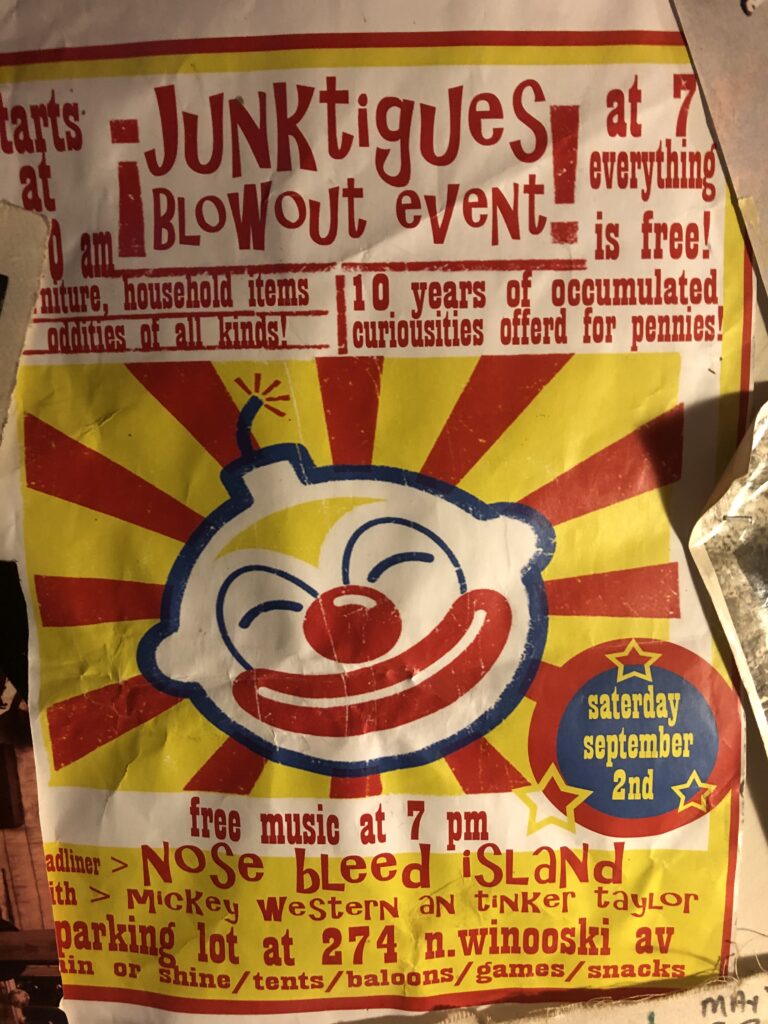 tarts
at
0 am
¡JUNKtigues
BLOWOUT EVENT!
at 7
everything
is free!
niture, household items
oddities of all kinds!
10 years of occumulated
curiousities offerd for pennies!
saterday
september
2nd
free music at 7 pm
adliner > NOSE bLEED iSLANd
ith > MiCKEY WESTERN AN tiNKER tAYLOR
parking lot at 274 n.winooski av
in or shine/tents/baloons/games/snacks
MAY